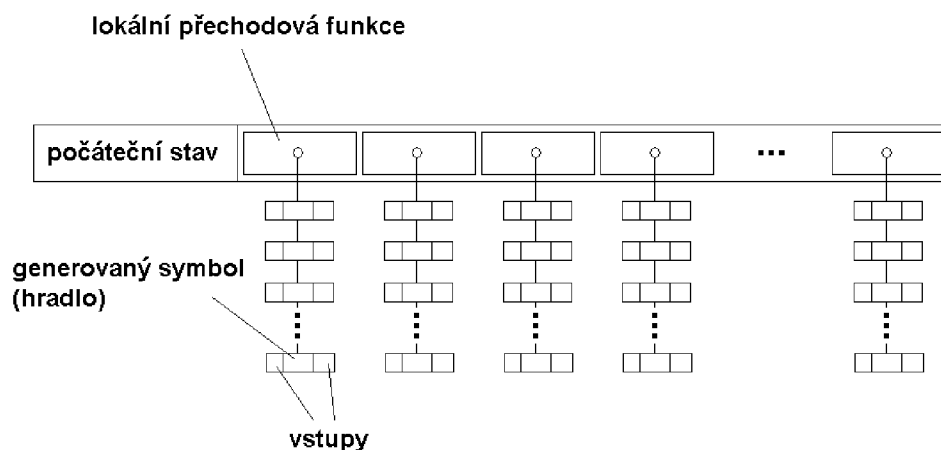 lokální přechodová funkce
počáteční stav
generovaný symbol
(hradlo)
vstupy